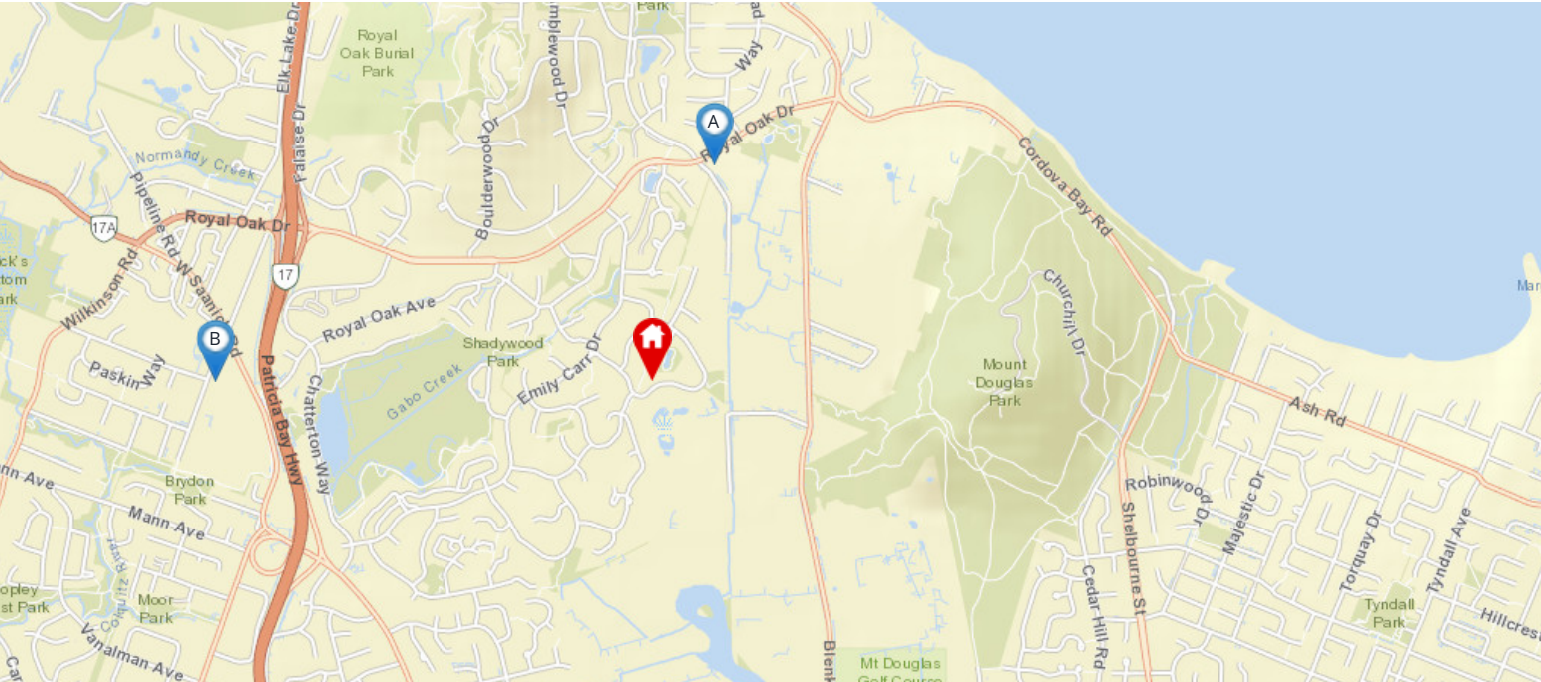 Park
Elk Lake Dr
Royal
Oak Burial
Park
Way
A
Royal Oak Dr
Falaise Dr
Boulderwood Dr
Normandy Creek
Pipeline Rd
Cordova Bay Rd
17A
Royal Oak Dr
W Saanich Rd
Wilkinson Rd
17
Royal Oak Ave
Churchill Dr
B
Shadywood
Park
Paskin Way
Emily Carr Dr
Gabo Creek
Mount
Douglas
Park
Patricia Bay Hwy
Chatterton Way
Ash Rd
Brydon
Park
Mann Ave
Robinwood Dr
Majestic Dr
Shelbourne St
Torquay Dr
Tyndall Ave
Colquitz River
Moor
Park
Cedar Hill Rd
Tyndall
Park
Hillcrest
Vanalman Ave
Blenk
Mt Douglas
Golf Course